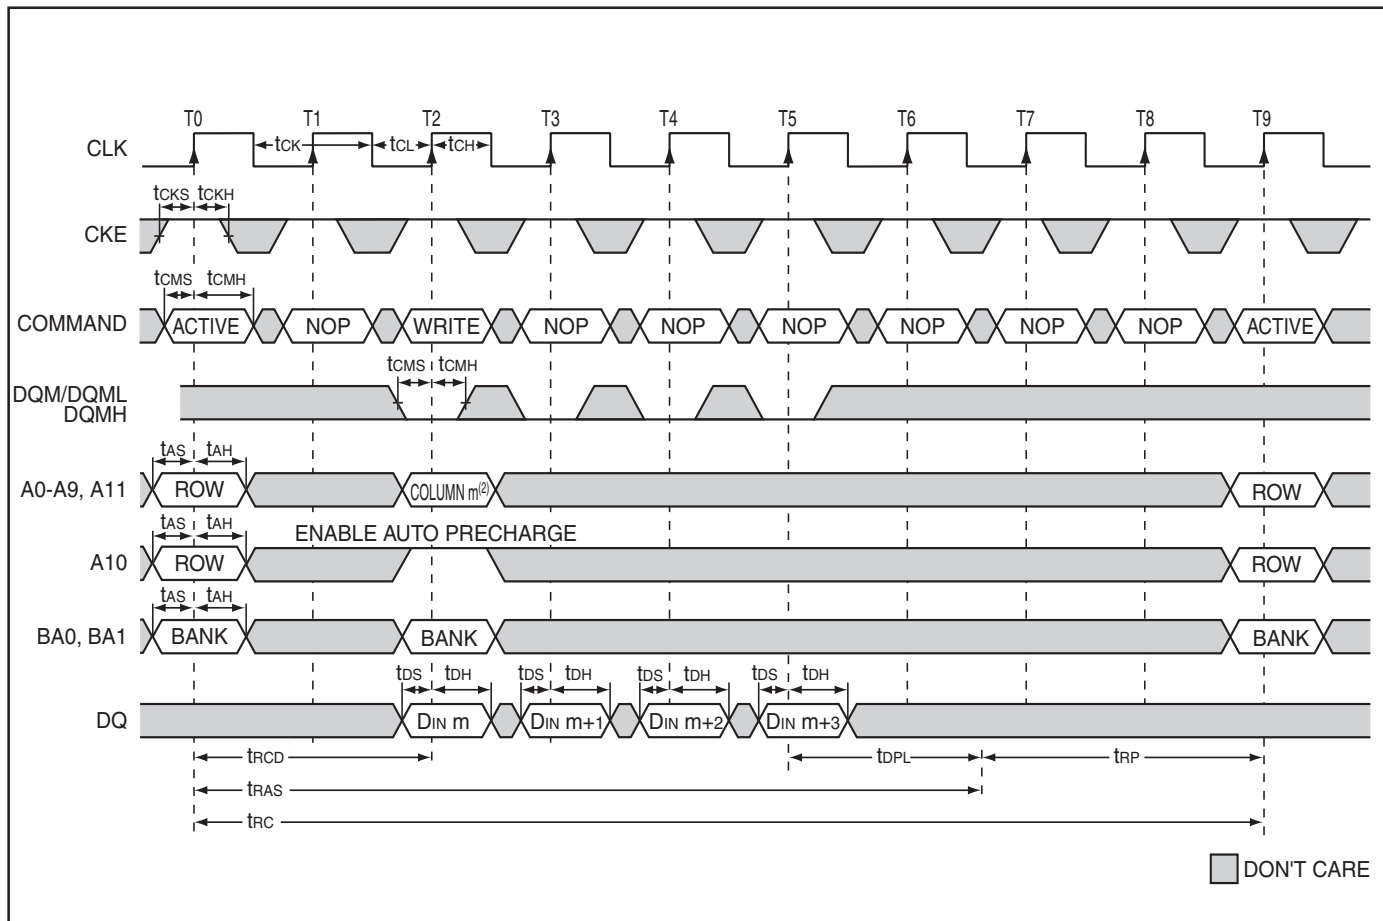 T0 T1 T2 T3 T4 T5 T6 T7 T8 T9
CLK tCK tCL tCH
tCKS tCKH
CKE
tCMS tCMH
COMMAND ACTIVE NOP WRITE NOP NOP NOP NOP NOP NOP ACTIVE
tCMS tCMH
DQM/DQML
DQMH
tAS tAH
A0-A9, A11 ROW COLUMN m(2) ROW
tAS tAH ENABLE AUTO PRECHARGE
A10 ROW ROW
tAS tAH
BA0, BA1 BANK BANK BANK
tDS tDH tDS tDH tDS tDH tDS tDH
DQ DIN m DIN m+1 DIN m+2 DIN m+3
tRCD tDPL tRP
tRAS
tRC
DON'T CARE